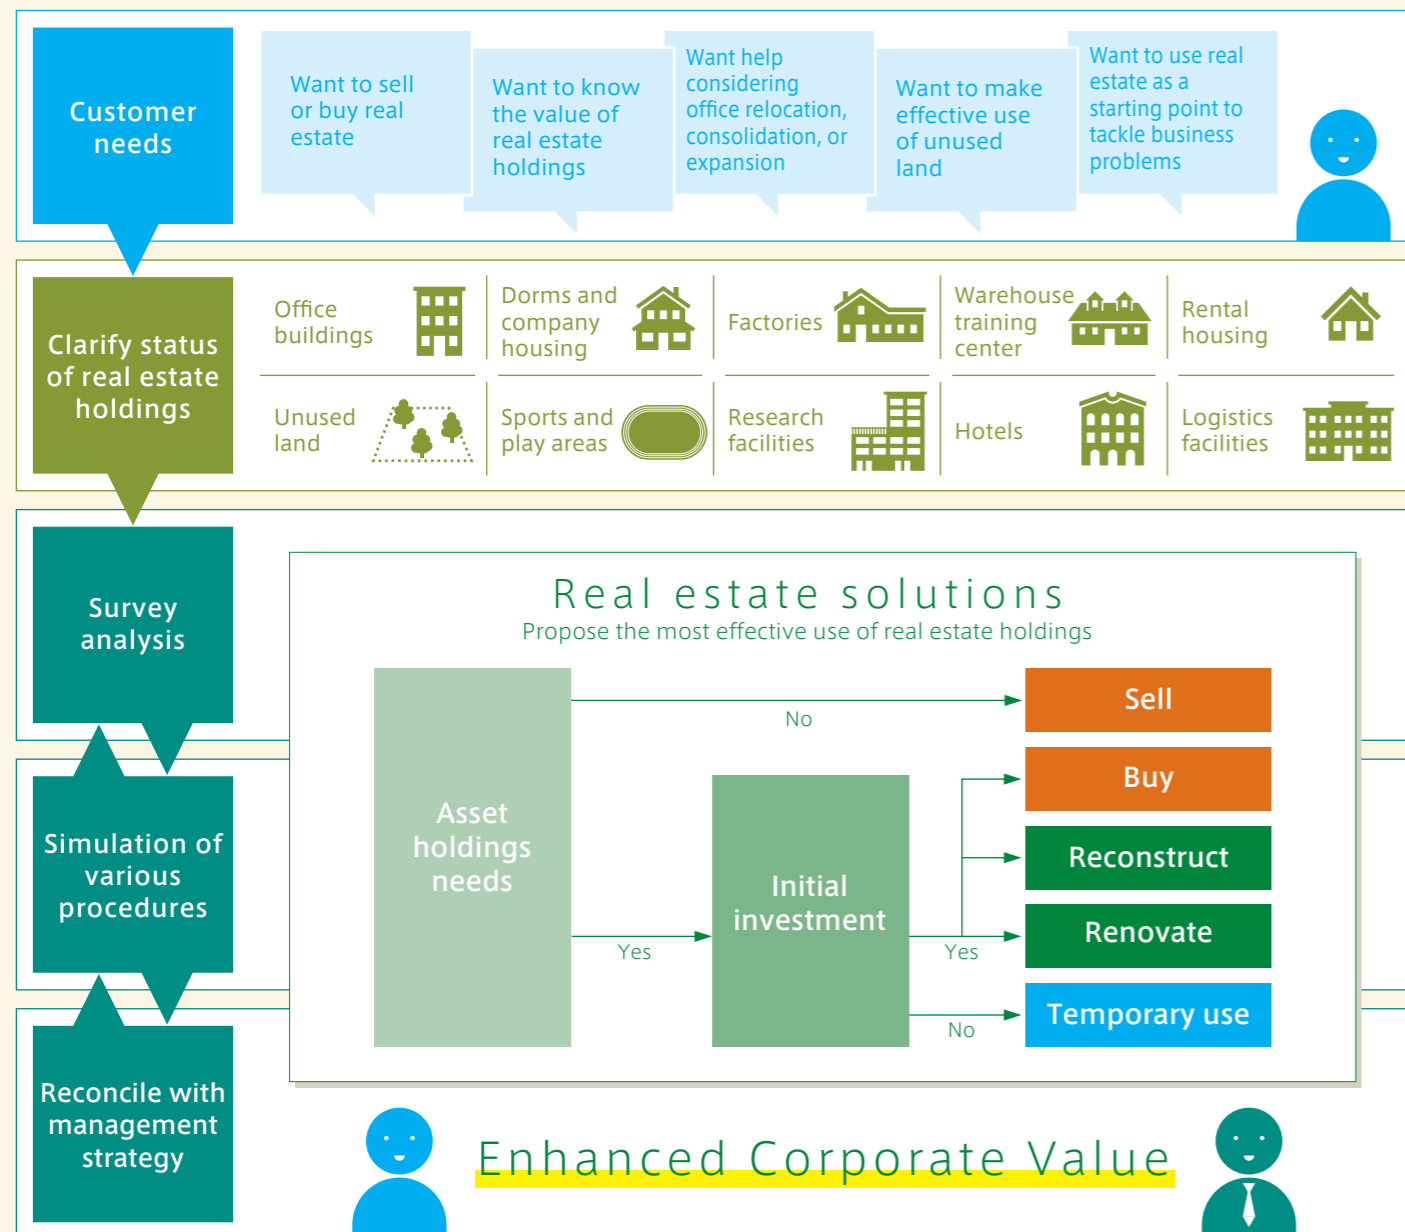 Customer
needs
Want to sell
or buy real
estate
Want to know
the value of
real estate
holdings
Want help
considering
office relocation,
consolidation, or
expansion
Want to make
effective use
of unused
land
Want to use real
estate as a
starting point to
tackle business
problems
Clarify status
of real estate
holdings
Office
buildings
Dorms and
company
housing
Factories
Warehouse
training
center
Rental
housing
Unused
land
Sports and
play areas
Research
facilities
Hotels
Logistics
facilities
Survey
analysis
Simulation of
various
procedures
Reconcile with
management
strategy
Real estate solutions
Propose the most effective use of real estate holdings
Asset
holdings
needs
No
Yes
Initial
investment
Yes
No
Sell
Buy
Reconstruct
Renovate
Temporary use
Enhanced Corporate Value